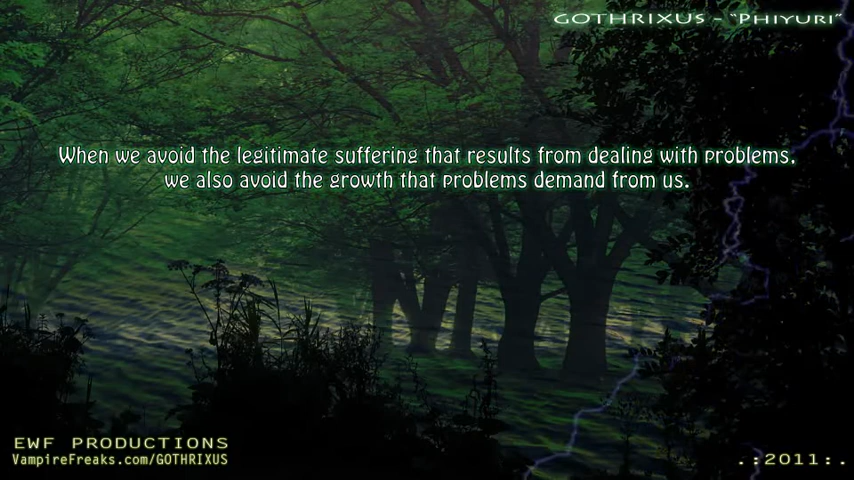 GOTHRIXUS - "PHIYURI"
When we avoid the legitimate suffering that results from dealing with problems,
we also avoid the growth that problems demand from us.
EWF PRODUCTIONS
VampireFreaks.com/GOTHRIXUS
.:2011:.